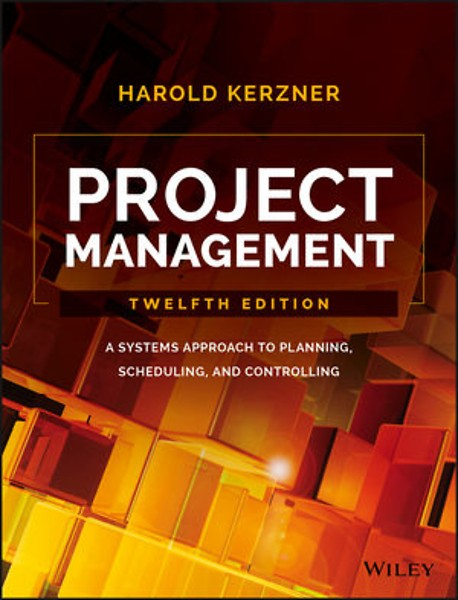 HAROLD KERZNER
PROJECT
MANAGEMENT
TWELFTH EDITION
A SYSTEMS APPROACH TO PLANNING,
SCHEDULING, AND CONTROLLING
WILEY